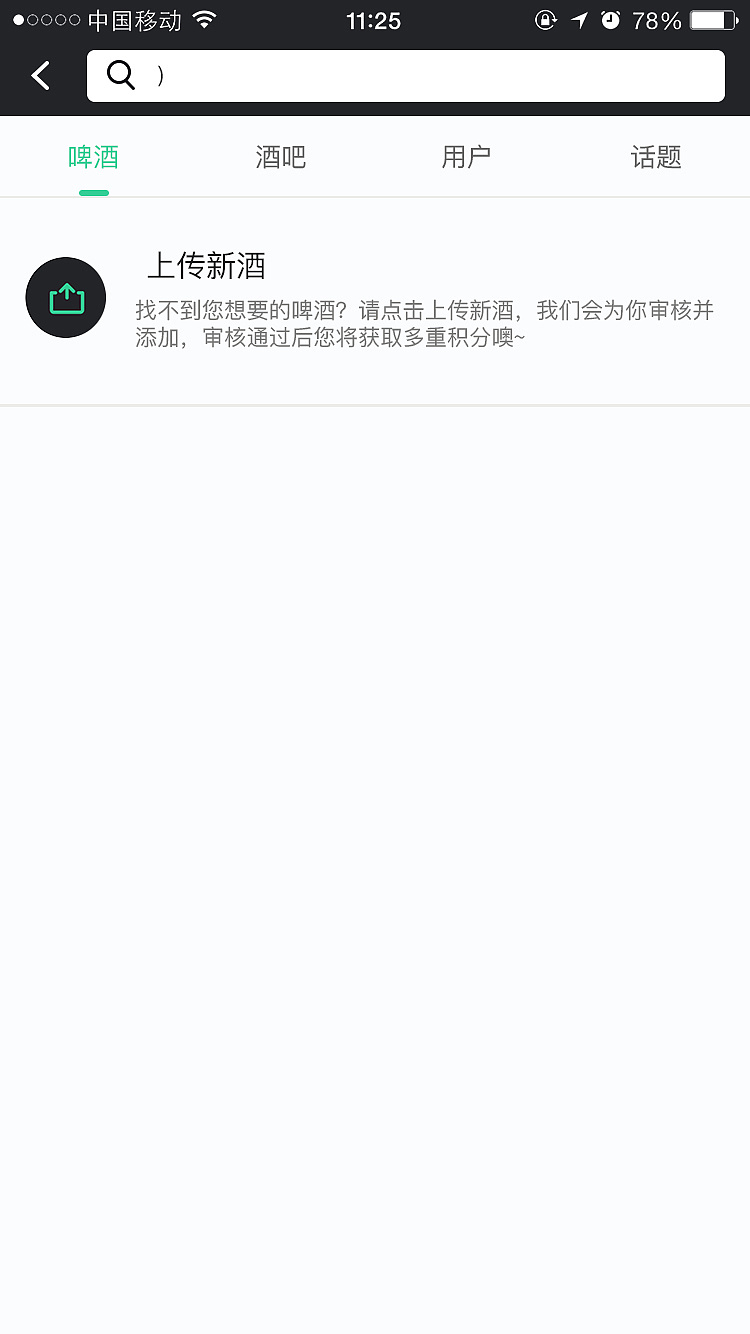 中国移动 11:25 78%
)
啤酒 酒吧 用户 话题
上传新酒
找不到您想要的啤酒？请点击上传新酒，我们会为你审核并
添加，审核通过后您将获取多重积分噢~